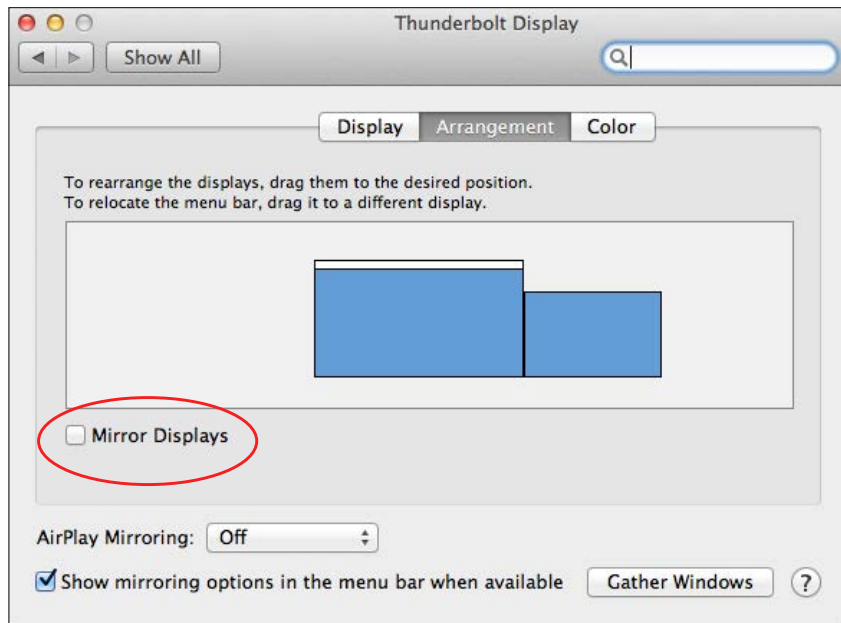 Thunderbolt Display
Show All
Display Arrangement Color
To rearrange the displays, drag them to the desired position.
To relocate the menu bar, drag it to a different display.
Mirror Displays
AirPlay Mirroring: Off
Show mirroring options in the menu bar when available Gather Windows ?